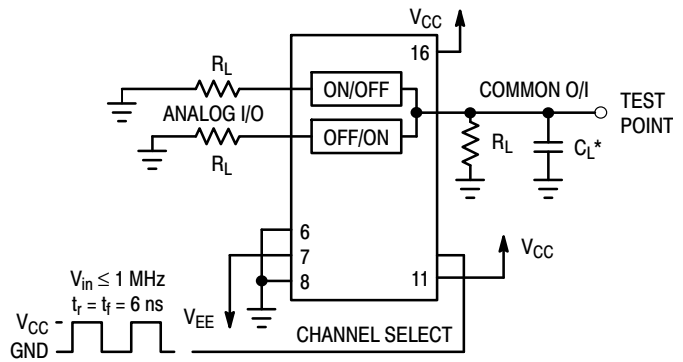 VCC
16
RL
ON/OFF
COMMON O/I
TEST
POINT
ANALOG I/O
OFF/ON
RL
RL
CL*
6
7
8
11
VCC
VEE
Vin ≤ 1 MHz
tr = tf = 6 ns
VCC
GND
CHANNEL SELECT